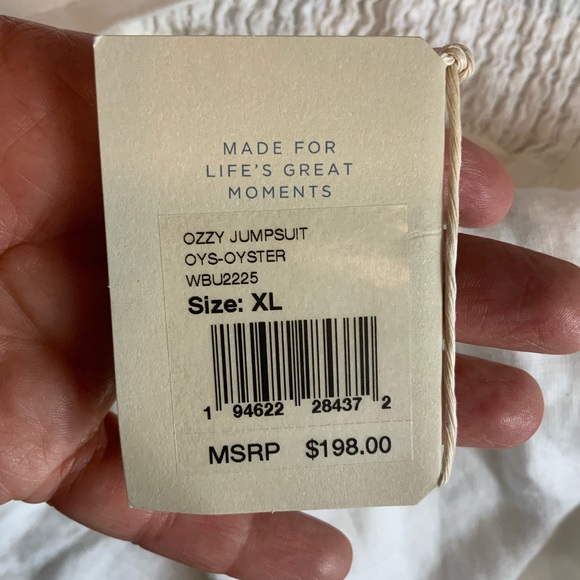 MADE FOR
LIFE'S GREAT
MOMENTS
OZZY JUMPSUIT
OYS-OYSTER
WBU2225
Size: XL
1 94622 28437 2
MSRP $198.00